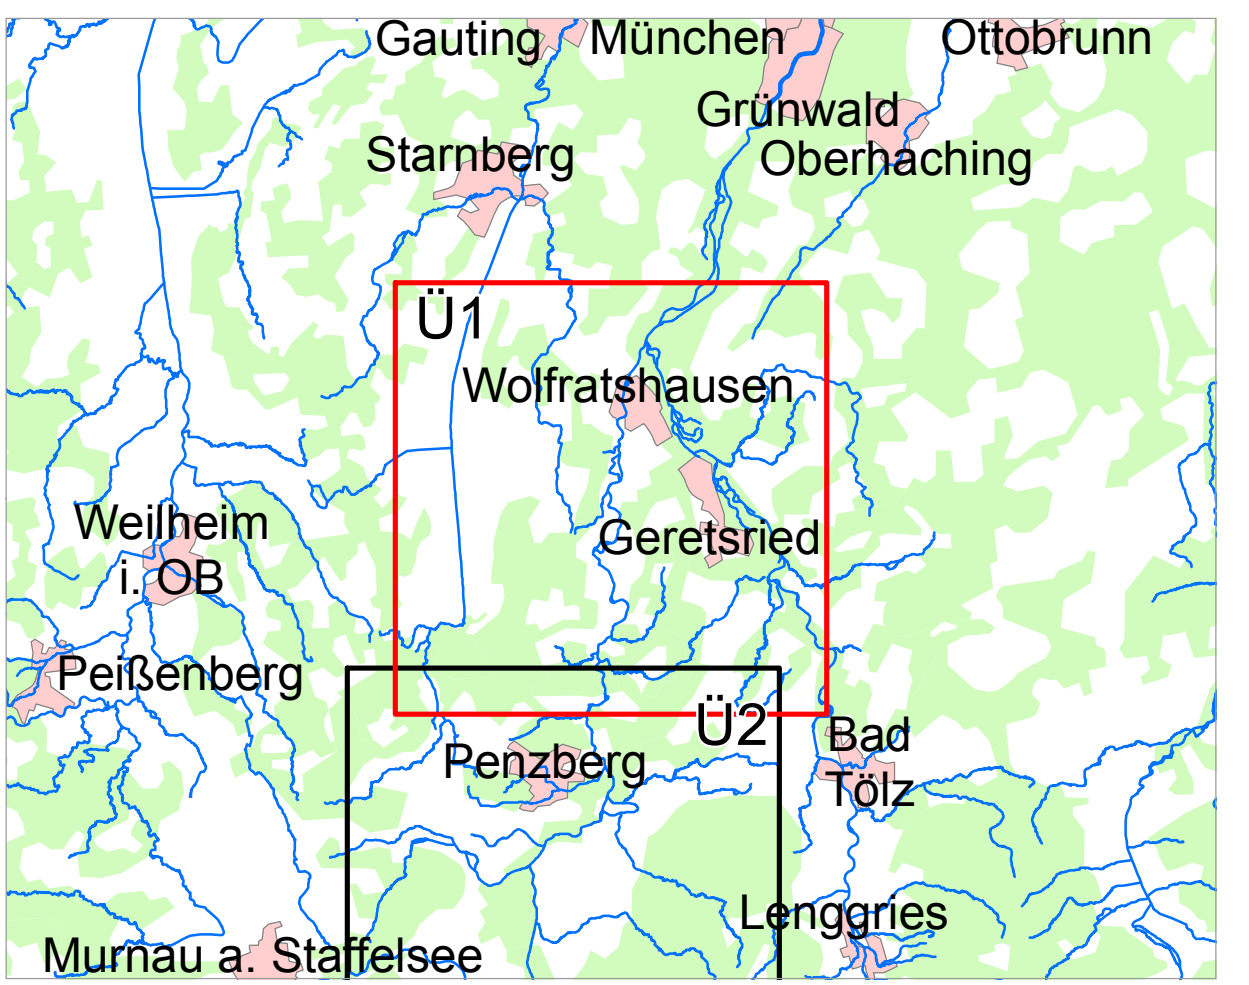 Gauting
München
Ottobrunn
Grünwald
Starnberg
Oberhaching
Ü1
Wolfratshausen
Weilheim
i. OB
Geretsried
Peißenberg
Ü2
Bad
Tölz
Penzberg
Lenggries
Murnau a. Staffelsee